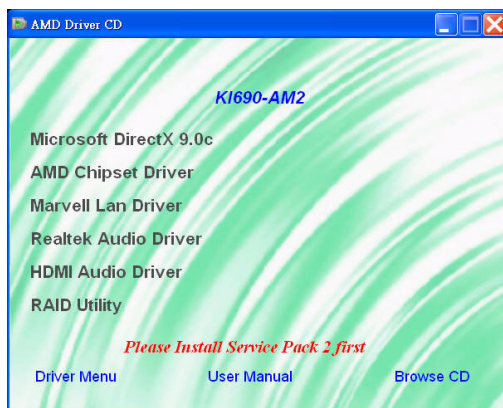 AMD Driver CD
KI690-AM2
Microsoft DirectX 9.0c
AMD Chipset Driver
Marvell Lan Driver
Realtek Audio Driver
HDMI Audio Driver
RAID Utility
Please Install Service Pack 2 first
Driver Menu User Manual Browse CD